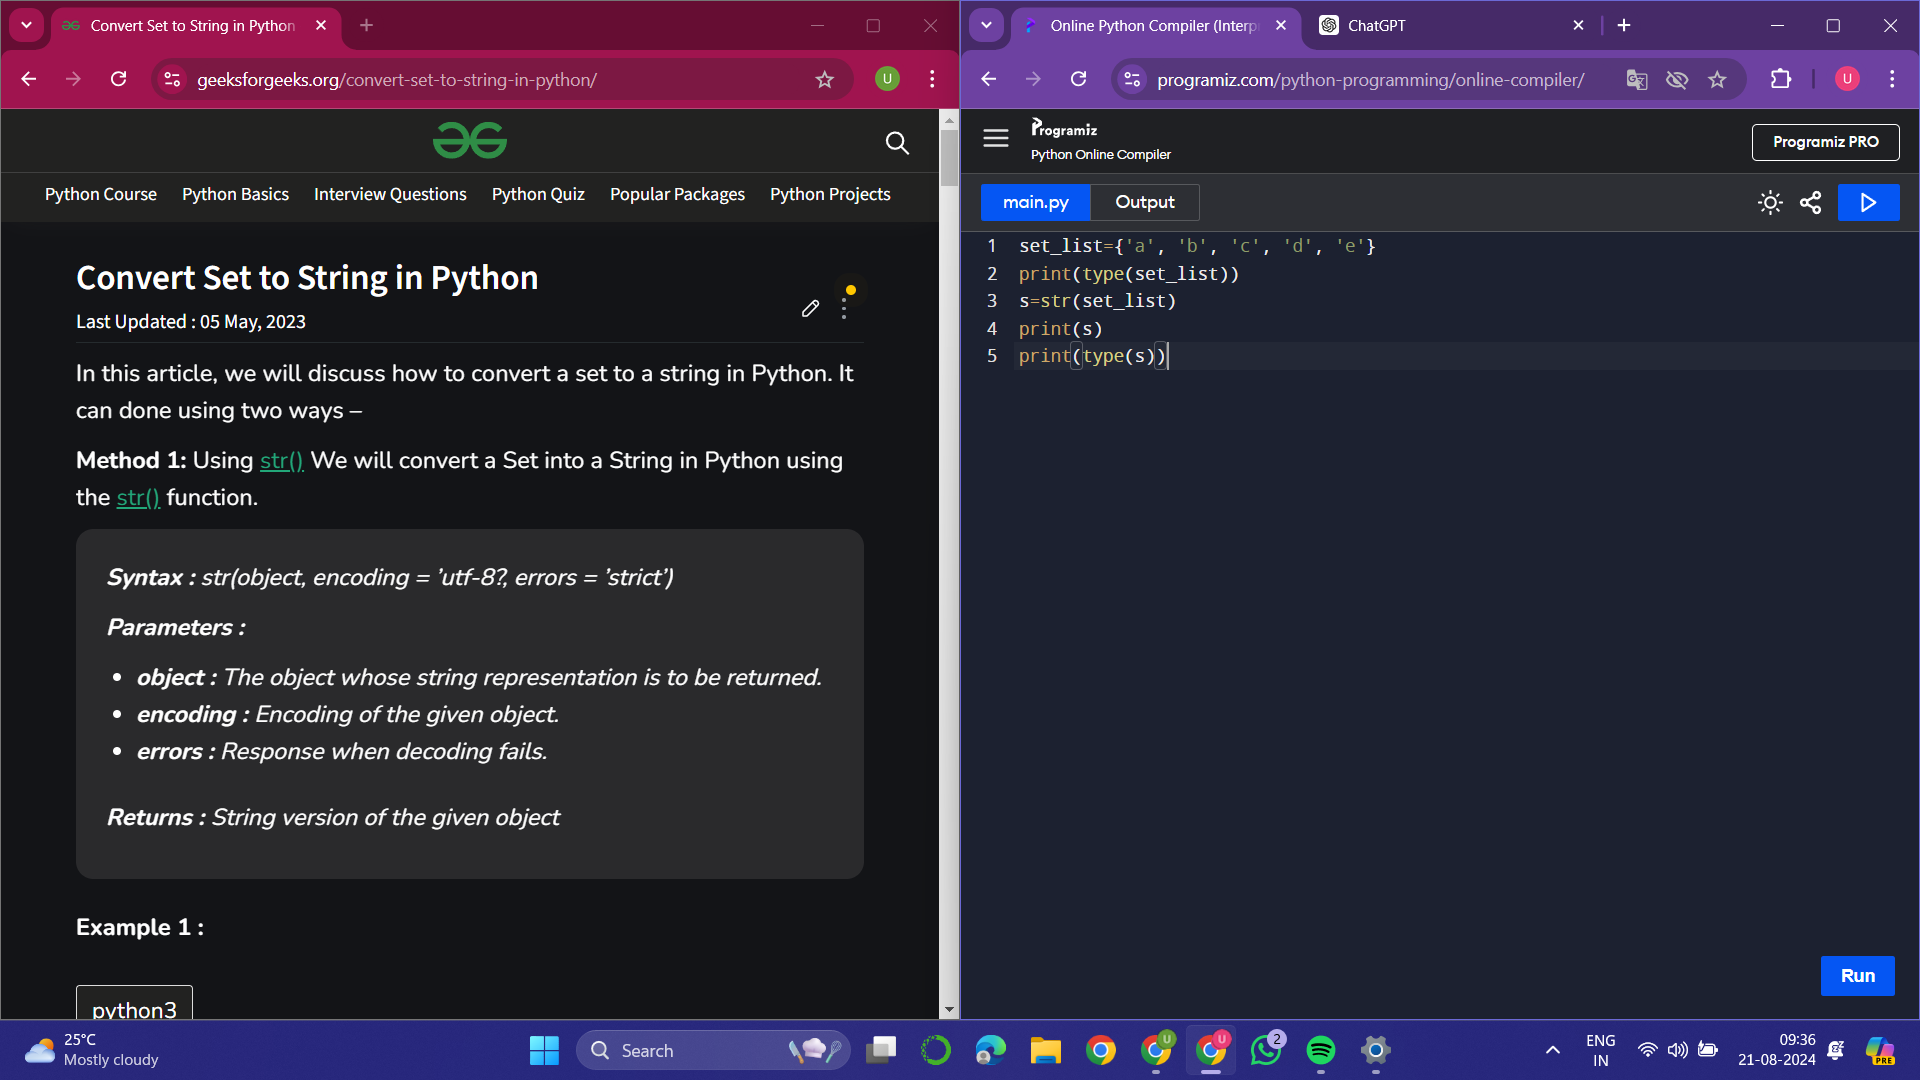 Convert Set to String in Python
geeksforgeeks.org/convert-set-to-string-in-python/
U
Python Course Python Basics Interview Questions Python Quiz Popular Packages Python Projects
Convert Set to String in Python
Last Updated : 05 May, 2023
In this article, we will discuss how to convert a set to a string in Python. It
can done using two ways –
Method 1: Using str() We will convert a Set into a String in Python using
the str() function.
Syntax : str(object, encoding = ’utf-8?, errors = ’strict’)
Parameters :
• object : The object whose string representation is to be returned.
• encoding : Encoding of the given object.
• errors : Response when decoding fails.
Returns : String version of the given object
Example 1 :
python3
Online Python Compiler (Interp
ChatGPT
programiz.com/python-programming/online-compiler/
U
Programiz
Python Online Compiler
Programiz PRO
main.py Output
1 set_list={'a', 'b', 'c', 'd', 'e'}
2 print(type(set_list))
3 s=str(set_list)
4 print(s)
5 print(type(s))
Run
25°C
Mostly cloudy
Search
U
U
2
ENG
IN
09:36
21-08-2024
PRE